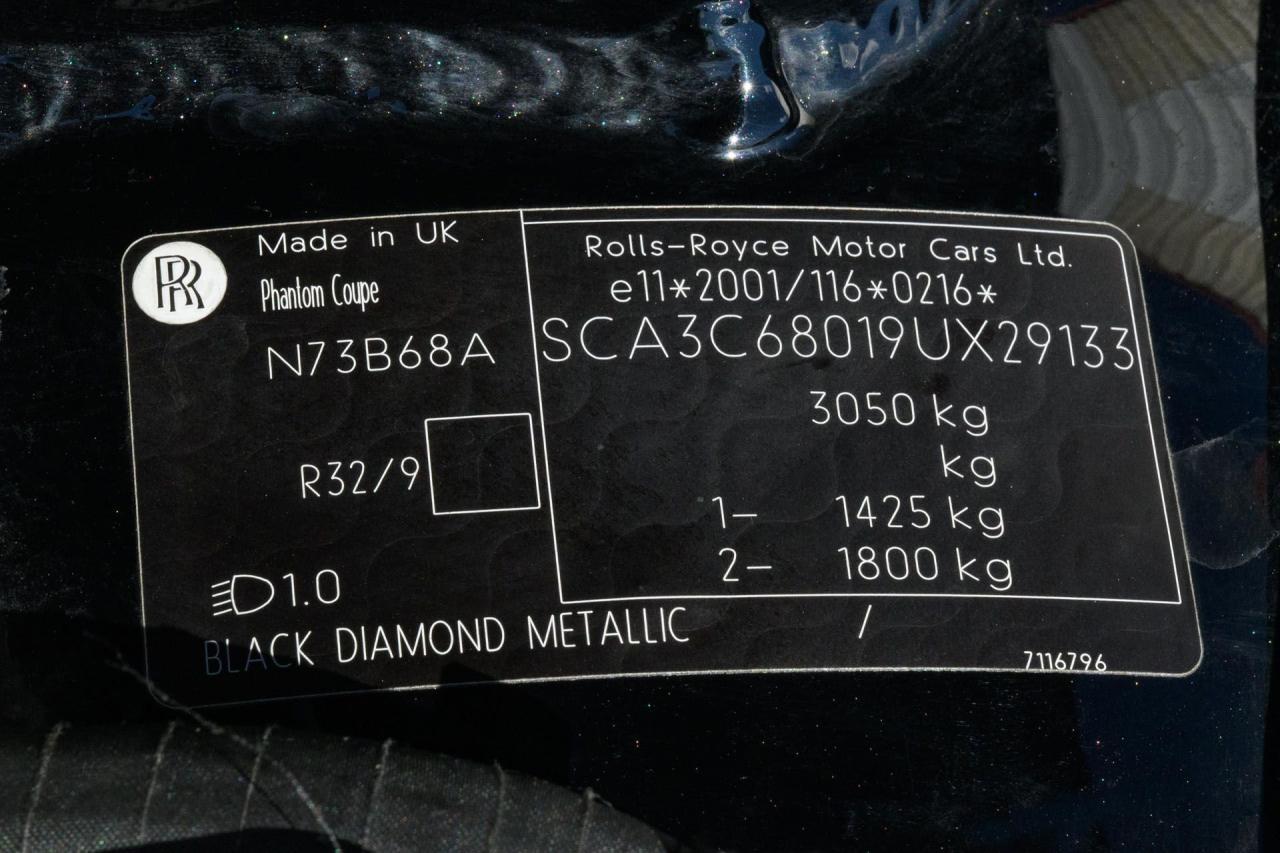 RR
Made in UK
Phantom Coupe
N73B68A
R32/9
1.0
BLACK DIAMOND METALLIC /
Rolls-Royce Motor Cars Ltd.
e11*2001/116*0216*
SCA3C68019UX29133
3050 kg
kg
1- 1425 kg
2- 1800 kg
7116796